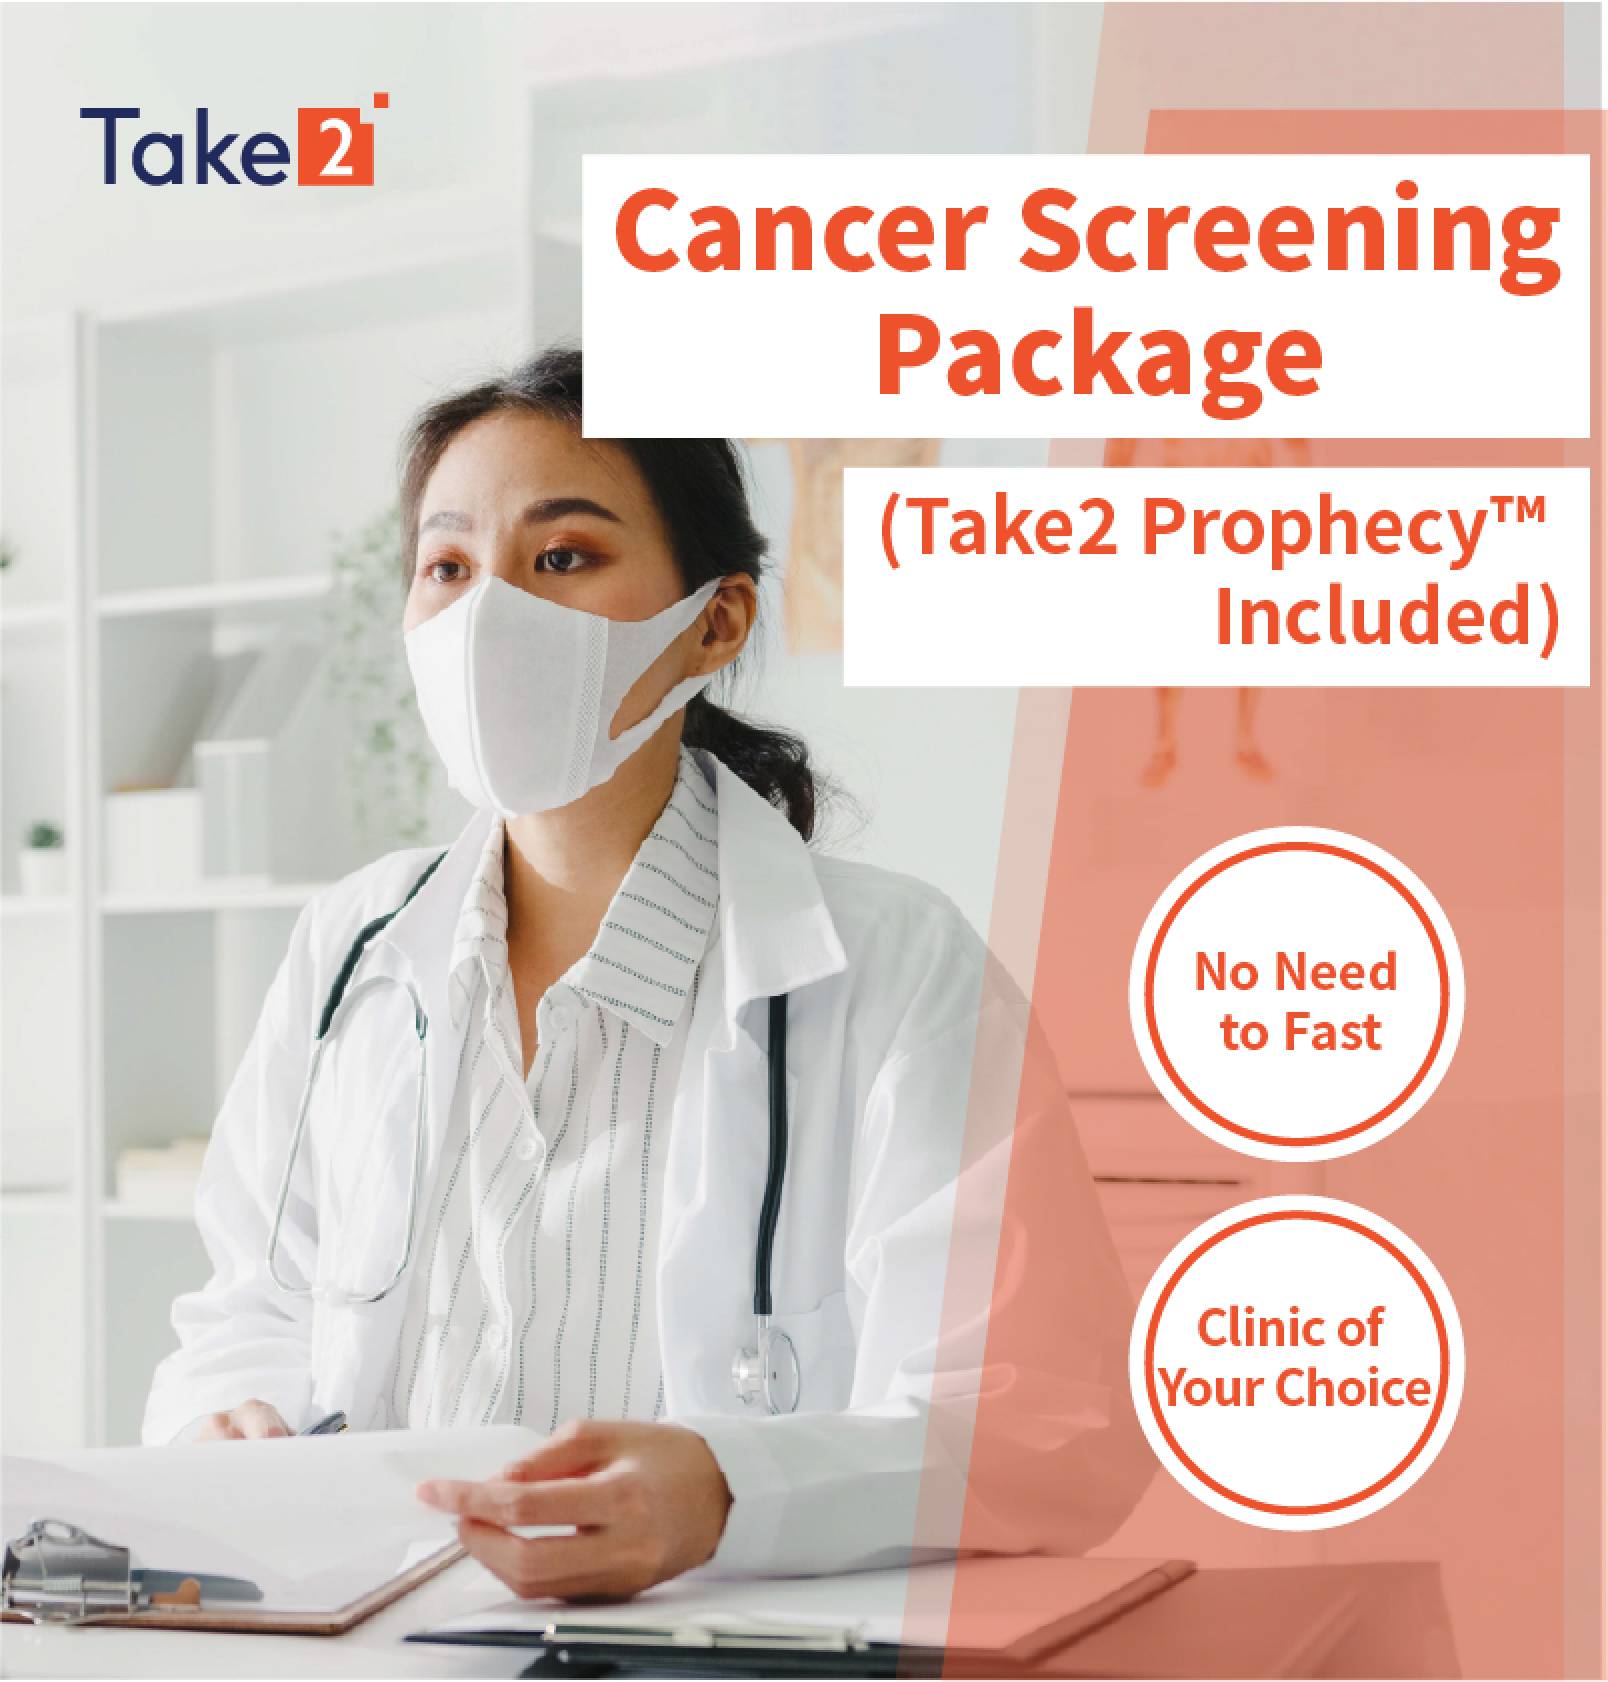 Take2
Cancer Screening
Package
(Take2 Prophecy™
Included)
No Need
to Fast
Clinic of
Your Choice